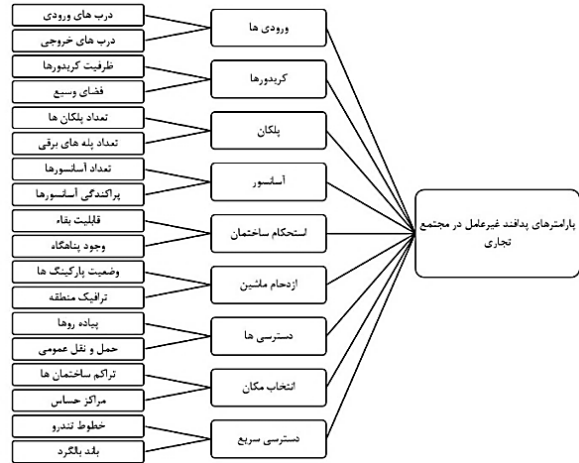 پارامترهای پدافند غیرعامل در مجتمع
تجاری
ورودی ها
درب های ورودی
درب های خروجی
کریدورها
ظرفیت کریدورها
فضای وسیع
پلکان
تعداد پلکان ها
تعداد پله های برقی
آسانسور
تعداد آسانسورها
پراکندگی آسانسورها
استحکام ساختمان
قابلیت بقاء
وجود پناهگاه
ازدحام ماشین
وضعیت پارکینگ ها
ترافیک منطقه
دسترسی ها
پیاده روها
حمل و نقل عمومی
انتخاب مکان
تراکم ساختمان ها
مراکز حساس
دسترسی سریع
خطوط تندرو
باند بالگرد